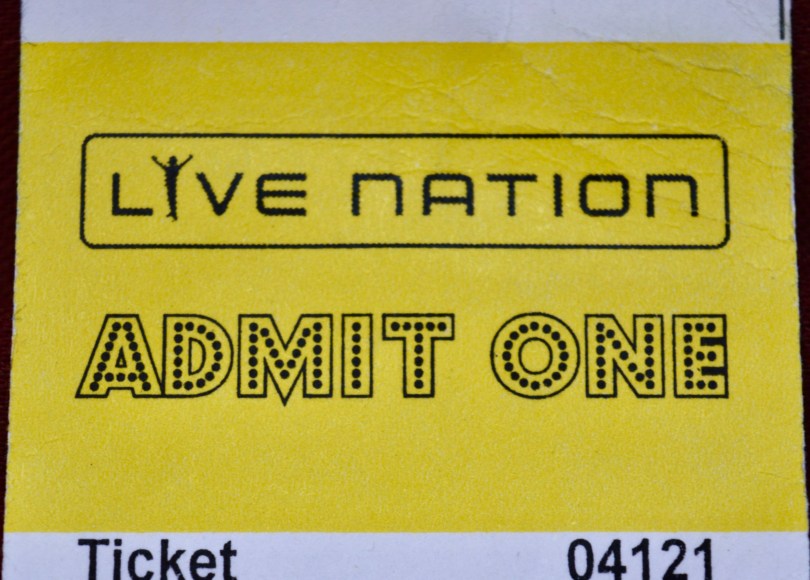 LIVE NATION
ADMIT ONE
Ticket 04121